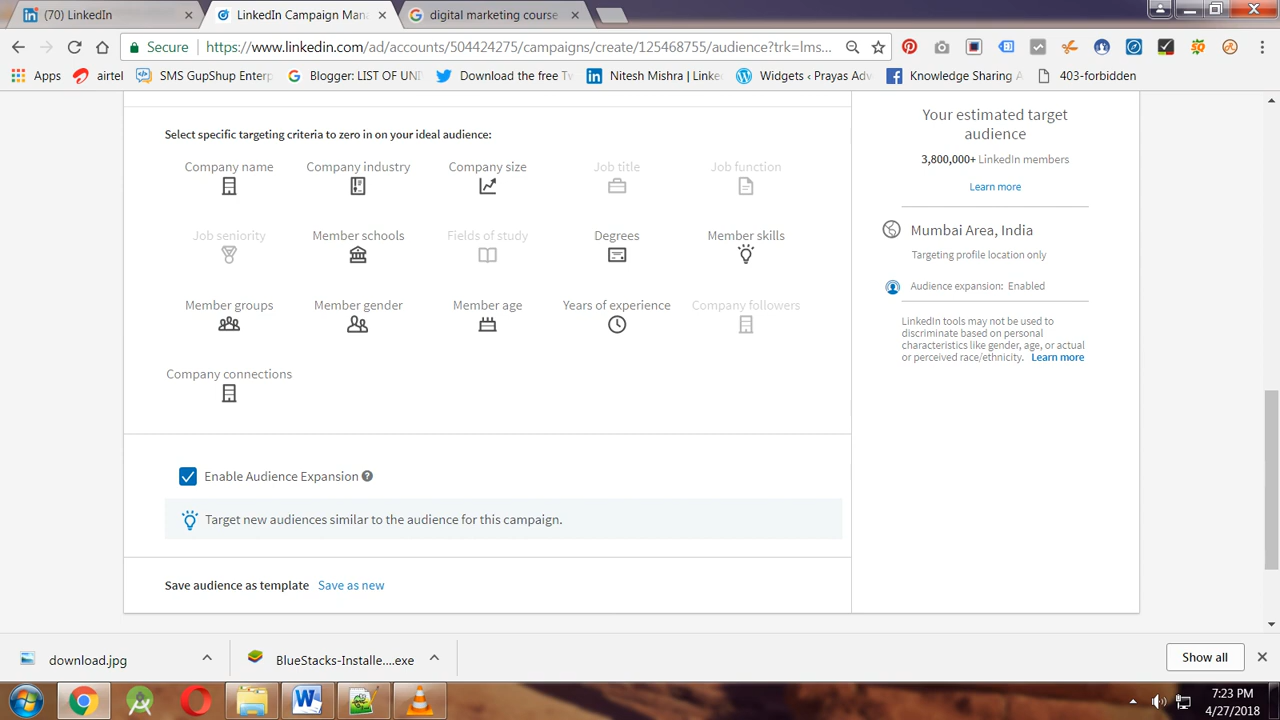 (70) LinkedIn
LinkedIn Campaign Man
digital marketing course
Secure
https://www.linkedin.com/ad/accounts/504424275/campaigns/create/125468755/audience?trk=lms...
Apps
airtel
SMS GupShup Enterp
Blogger: LIST OF UNI
Download the free Tw
Nitesh Mishra | Linke
Widgets ‹ Prayas Adv
Knowledge Sharing A
403-forbidden
Select specific targeting criteria to zero in on your ideal audience:
Company name
Company industry
Company size
Job title
Job function
Job seniority
Member schools
Fields of study
Degrees
Member skills
Member groups
Member gender
Member age
Years of experience
Company followers
Company connections
Enable Audience Expansion
Target new audiences similar to the audience for this campaign.
Save audience as template Save as new
Your estimated target
audience
3,800,000+ LinkedIn members
Learn more
Mumbai Area, India
Targeting profile location only
Audience expansion: Enabled
LinkedIn tools may not be used to
discriminate based on personal
characteristics like gender, age, or actual
or perceived race/ethnicity. Learn more
download.jpg
BlueStacks-Installe....exe
Show all
7:23 PM
4/27/2018